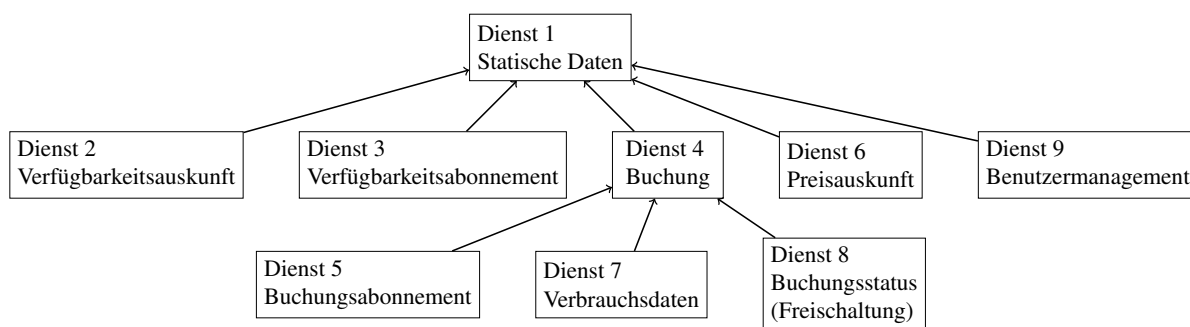 Dienst 1
Statische Daten
Dienst 2
Verfügbarkeitsauskunft
Dienst 3
Verfügbarkeitsabonnement
Dienst 4
Buchung
Dienst 6
Preisauskunft
Dienst 9
Benutzermanagement
Dienst 5
Buchungsabonnement
Dienst 7
Verbrauchsdaten
Dienst 8
Buchungsstatus
(Freischaltung)